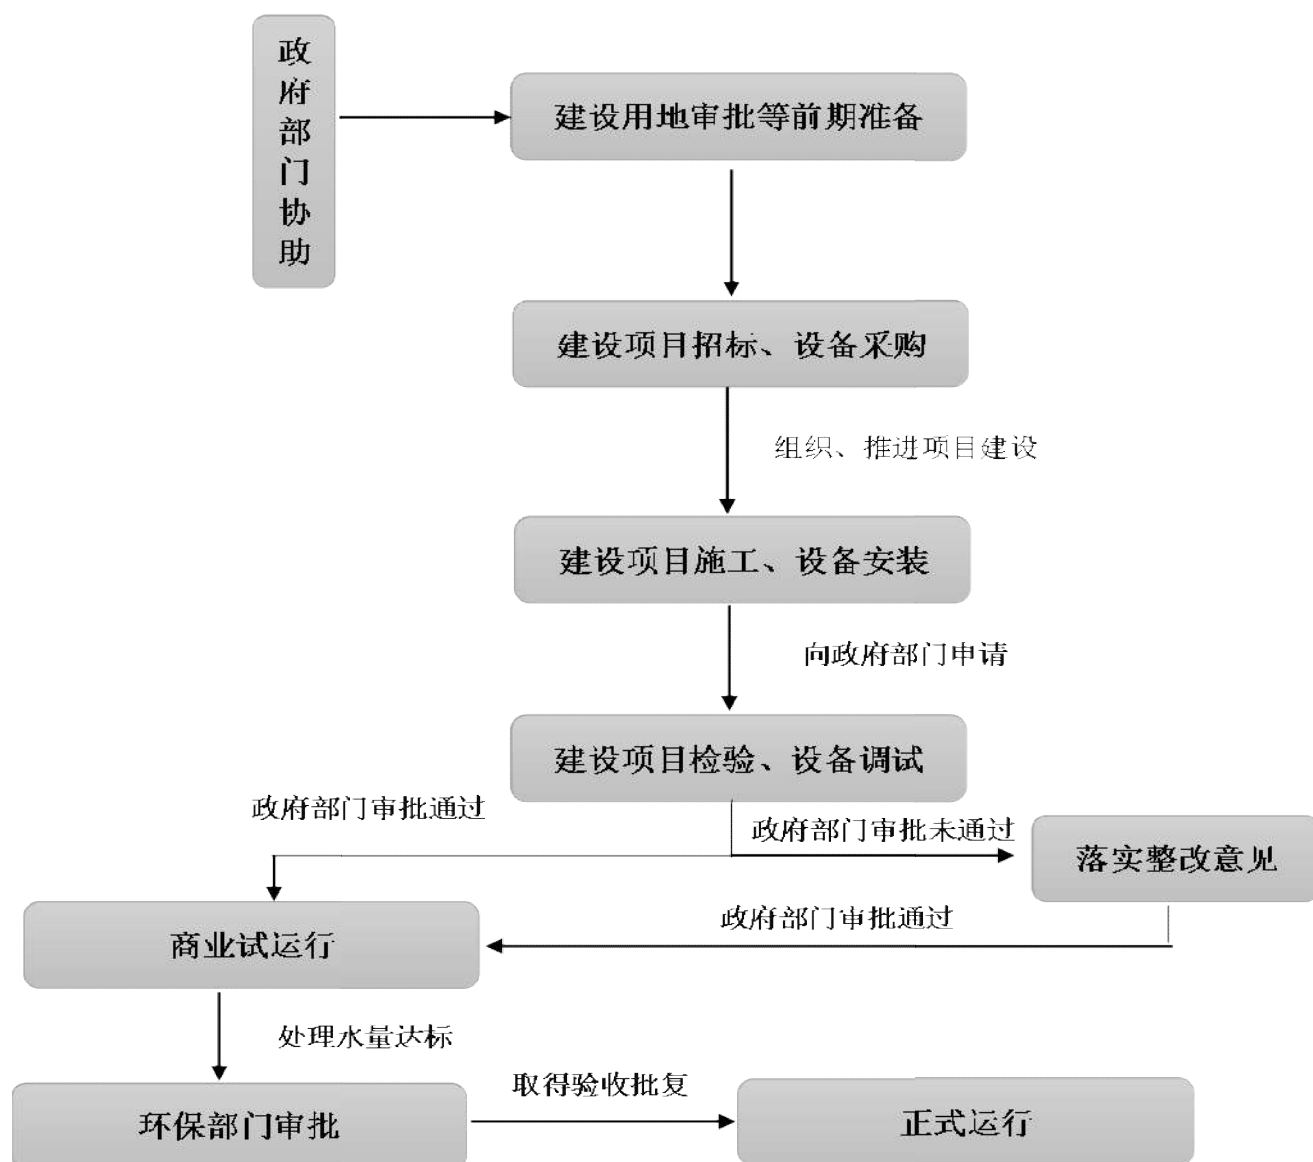 政府部门协助
建设用地审批等前期准备
建设项目招标、设备采购
组织、推进项目建设
建设项目施工、设备安装
向政府部门申请
建设项目检验、设备调试
政府部门审批通过
政府部门审批未通过
落实整改意见
政府部门审批通过
商业试运行
处理水量达标
取得验收批复
环保部门审批
正式运行